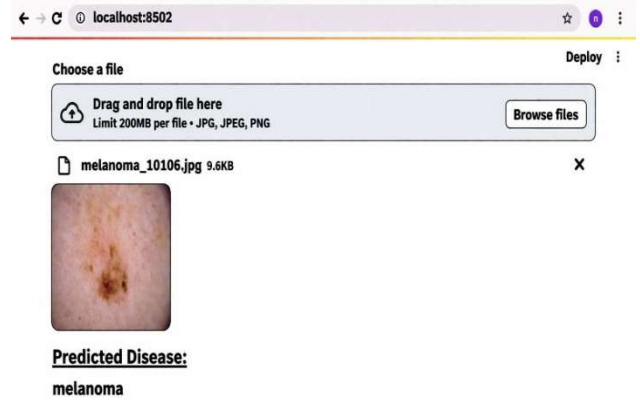 localhost:8502
n
Deploy
Choose a file
Drag and drop file here
Limit 200MB per file • JPG, JPEG, PNG
Browse files
melanoma_10106.jpg 9.6KB
Predicted Disease:
melanoma